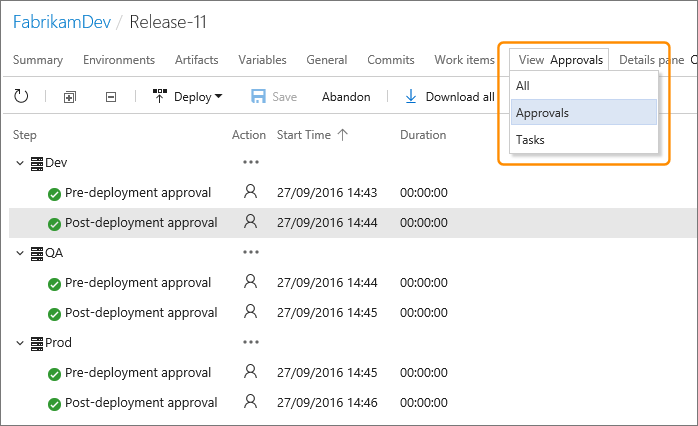 FabrikamDev / Release-11
Summary Environments Artifacts Variables General Commits Work items View Approvals Details pane
Deploy Save Abandon Download all
All
Approvals
Tasks
Step Action Start Time Duration
Dev ...
Pre-deployment approval 27/09/2016 14:43 00:00:00
Post-deployment approval 27/09/2016 14:44 00:00:00
QA ...
Pre-deployment approval 27/09/2016 14:44 00:00:00
Post-deployment approval 27/09/2016 14:45 00:00:00
Prod ...
Pre-deployment approval 27/09/2016 14:45 00:00:00
Post-deployment approval 27/09/2016 14:46 00:00:00